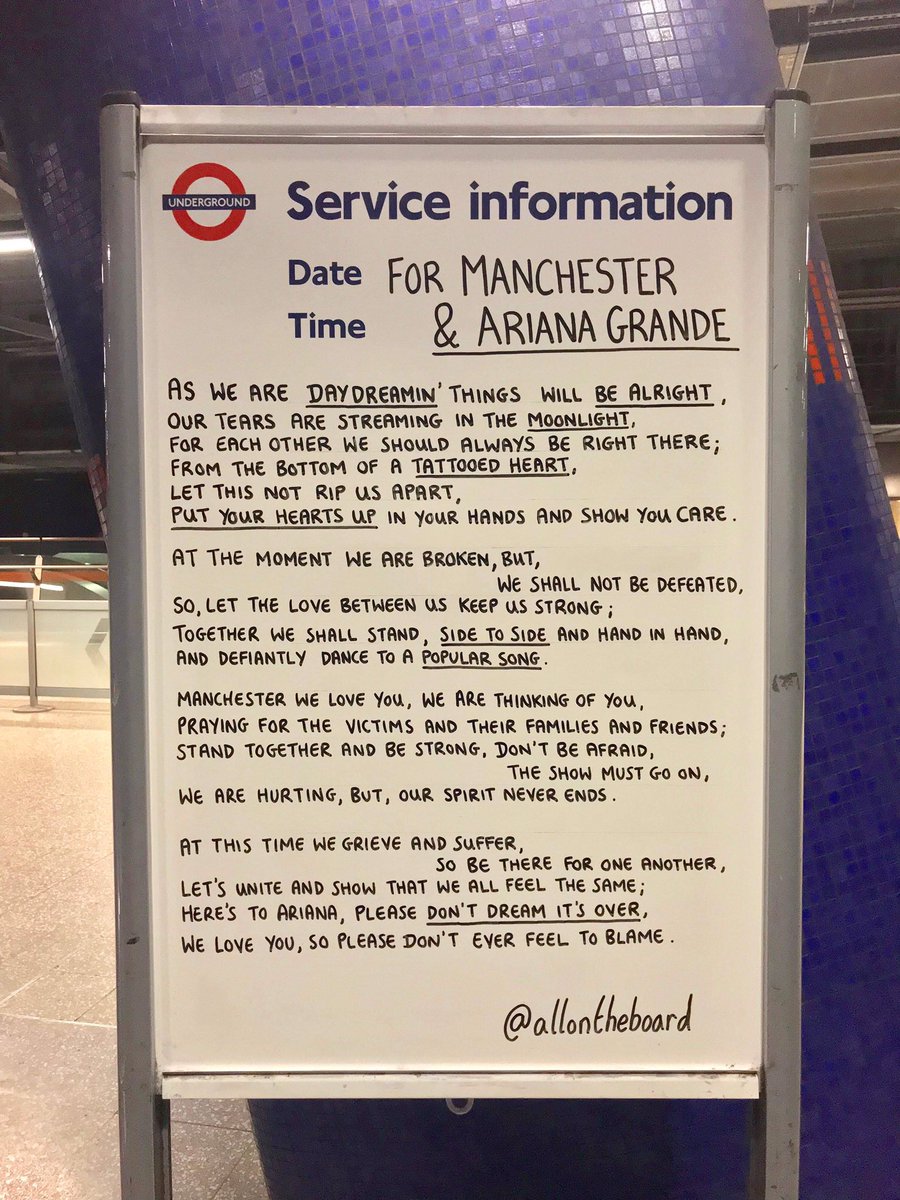 UNDERGROUND
Service information
Date FOR MANCHESTER
Time & ARIANA GRANDE
AS WE ARE DAYDREAMIN' THINGS WILL BE ALRIGHT,
OUR TEARS ARE STREAMING IN THE MOONLIGHT,
FOR EACH OTHER WE SHOULD ALWAYS BE RIGHT THERE;
FROM THE BOTTOM OF A TATTOOED HEART,
LET THIS NOT RIP US APART,
PUT YOUR HEARTS UP IN YOUR HANDS AND SHOW YOU CARE.
AT THE MOMENT WE ARE BROKEN, BUT,
WE SHALL NOT BE DEFEATED,
SO, LET THE LOVE BETWEEN US KEEP US STRONG;
TOGETHER WE SHALL STAND, SIDE TO SIDE AND HAND IN HAND,
AND DEFIANTLY DANCE TO A POPULAR SONG.
MANCHESTER WE LOVE YOU, WE ARE THINKING OF YOU,
PRAYING FOR THE VICTIMS AND THEIR FAMILIES AND FRIENDS;
STAND TOGETHER AND BE STRONG, DON'T BE AFRAID,
THE SHOW MUST GO ON,
WE ARE HURTING, BUT, OUR SPIRIT NEVER ENDS.
AT THIS TIME WE GRIEVE AND SUFFER,
SO BE THERE FOR ONE ANOTHER,
LET'S UNITE AND SHOW THAT WE ALL FEEL THE SAME;
HERE'S TO ARIANA, PLEASE DON'T DREAM IT'S OVER,
WE LOVE YOU, SO PLEASE DON'T EVER FEEL TO BLAME.
@allontheboard